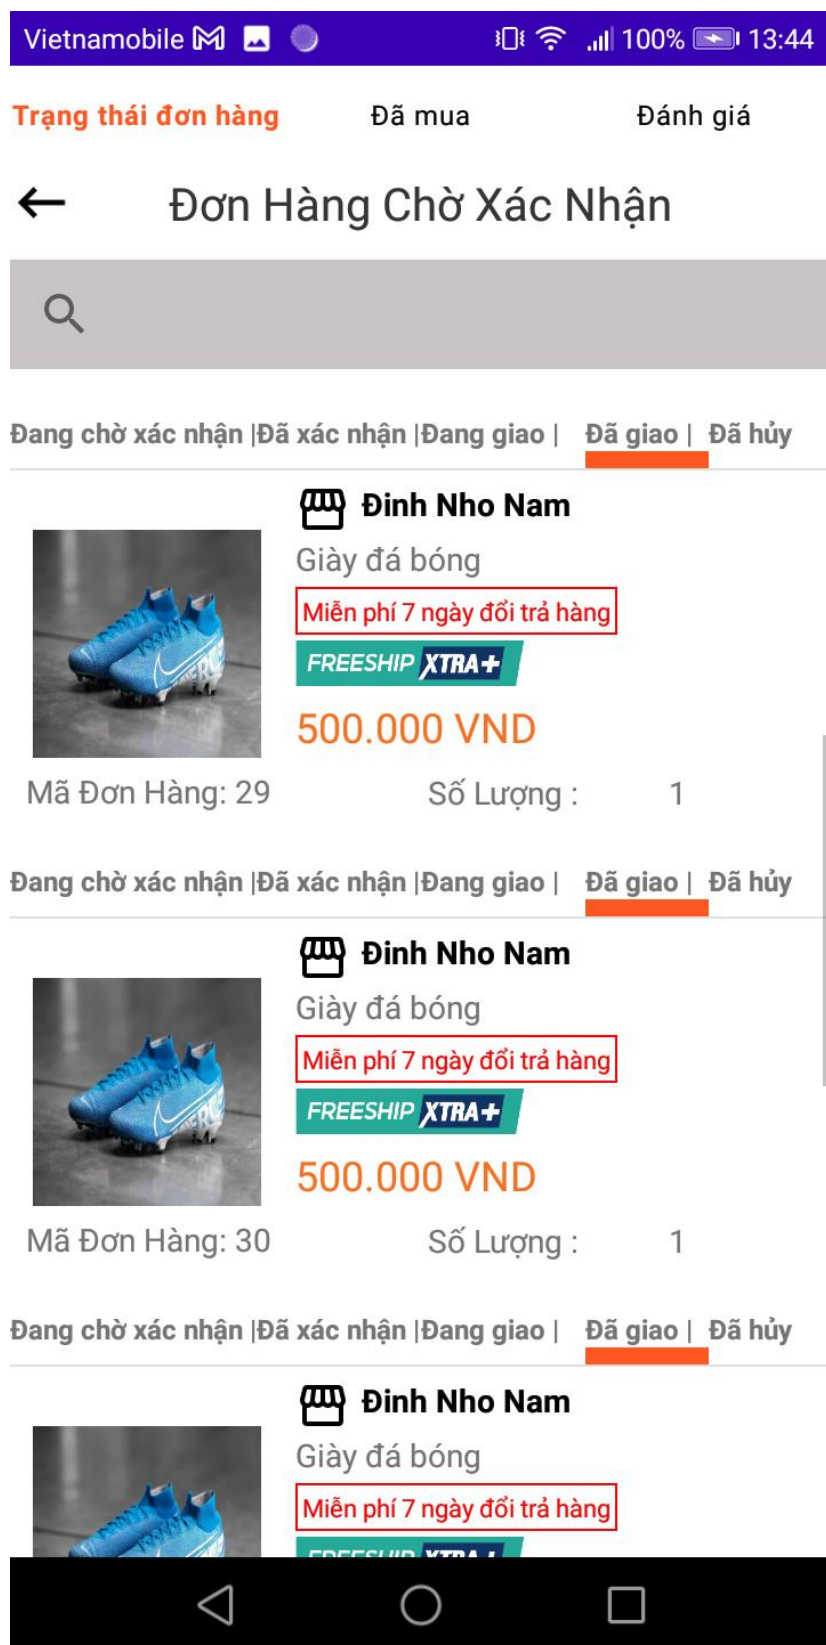 Vietnamobile 100% 13:44
Trạng thái đơn hàng Đã mua Đánh giá
Đơn Hàng Chờ Xác Nhận
Đang chờ xác nhận |Đã xác nhận |Đang giao | Đã giao | Đã hủy
Đinh Nho Nam
Giày đá bóng
Miễn phí 7 ngày đổi trả hàng
FREESHIP XTRA+
500.000 VND
Mã Đơn Hàng: 29 Số Lượng : 1
Đang chờ xác nhận |Đã xác nhận |Đang giao | Đã giao | Đã hủy
Đinh Nho Nam
Giày đá bóng
Miễn phí 7 ngày đổi trả hàng
FREESHIP XTRA+
500.000 VND
Mã Đơn Hàng: 30 Số Lượng : 1
Đang chờ xác nhận |Đã xác nhận |Đang giao | Đã giao | Đã hủy
Đinh Nho Nam
Giày đá bóng
Miễn phí 7 ngày đổi trả hàng
FREESHIP XTRA+